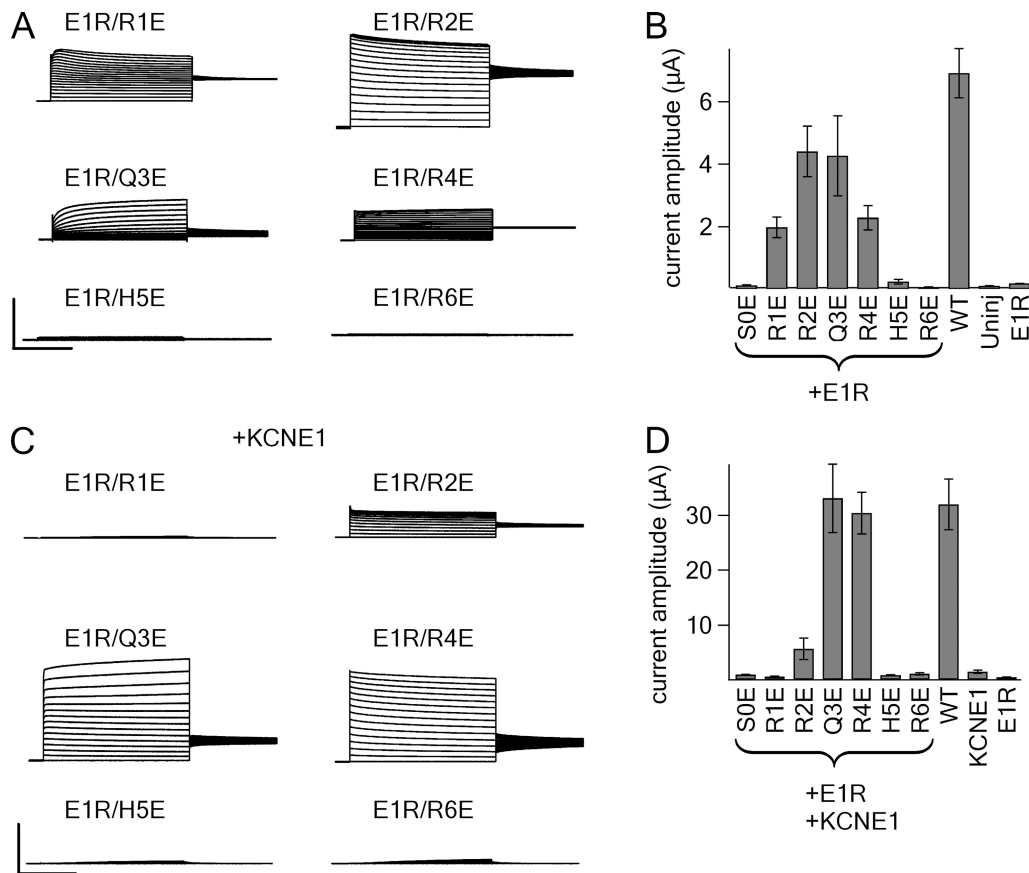 A
E1R/R1E
E1R/R2E
E1R/Q3E
E1R/R4E
E1R/H5E
E1R/R6E
B
current amplitude (µA)
6
4
2
S0E
R1E
R2E
Q3E
R4E
H5E
R6E
WT
Uninj
E1R
+E1R
C
+KCNE1
E1R/R1E
E1R/R2E
E1R/Q3E
E1R/R4E
E1R/H5E
E1R/R6E
D
current amplitude (µA)
30
20
10
S0E
R1E
R2E
Q3E
R4E
H5E
R6E
WT
KCNE1
E1R
+E1R
+KCNE1